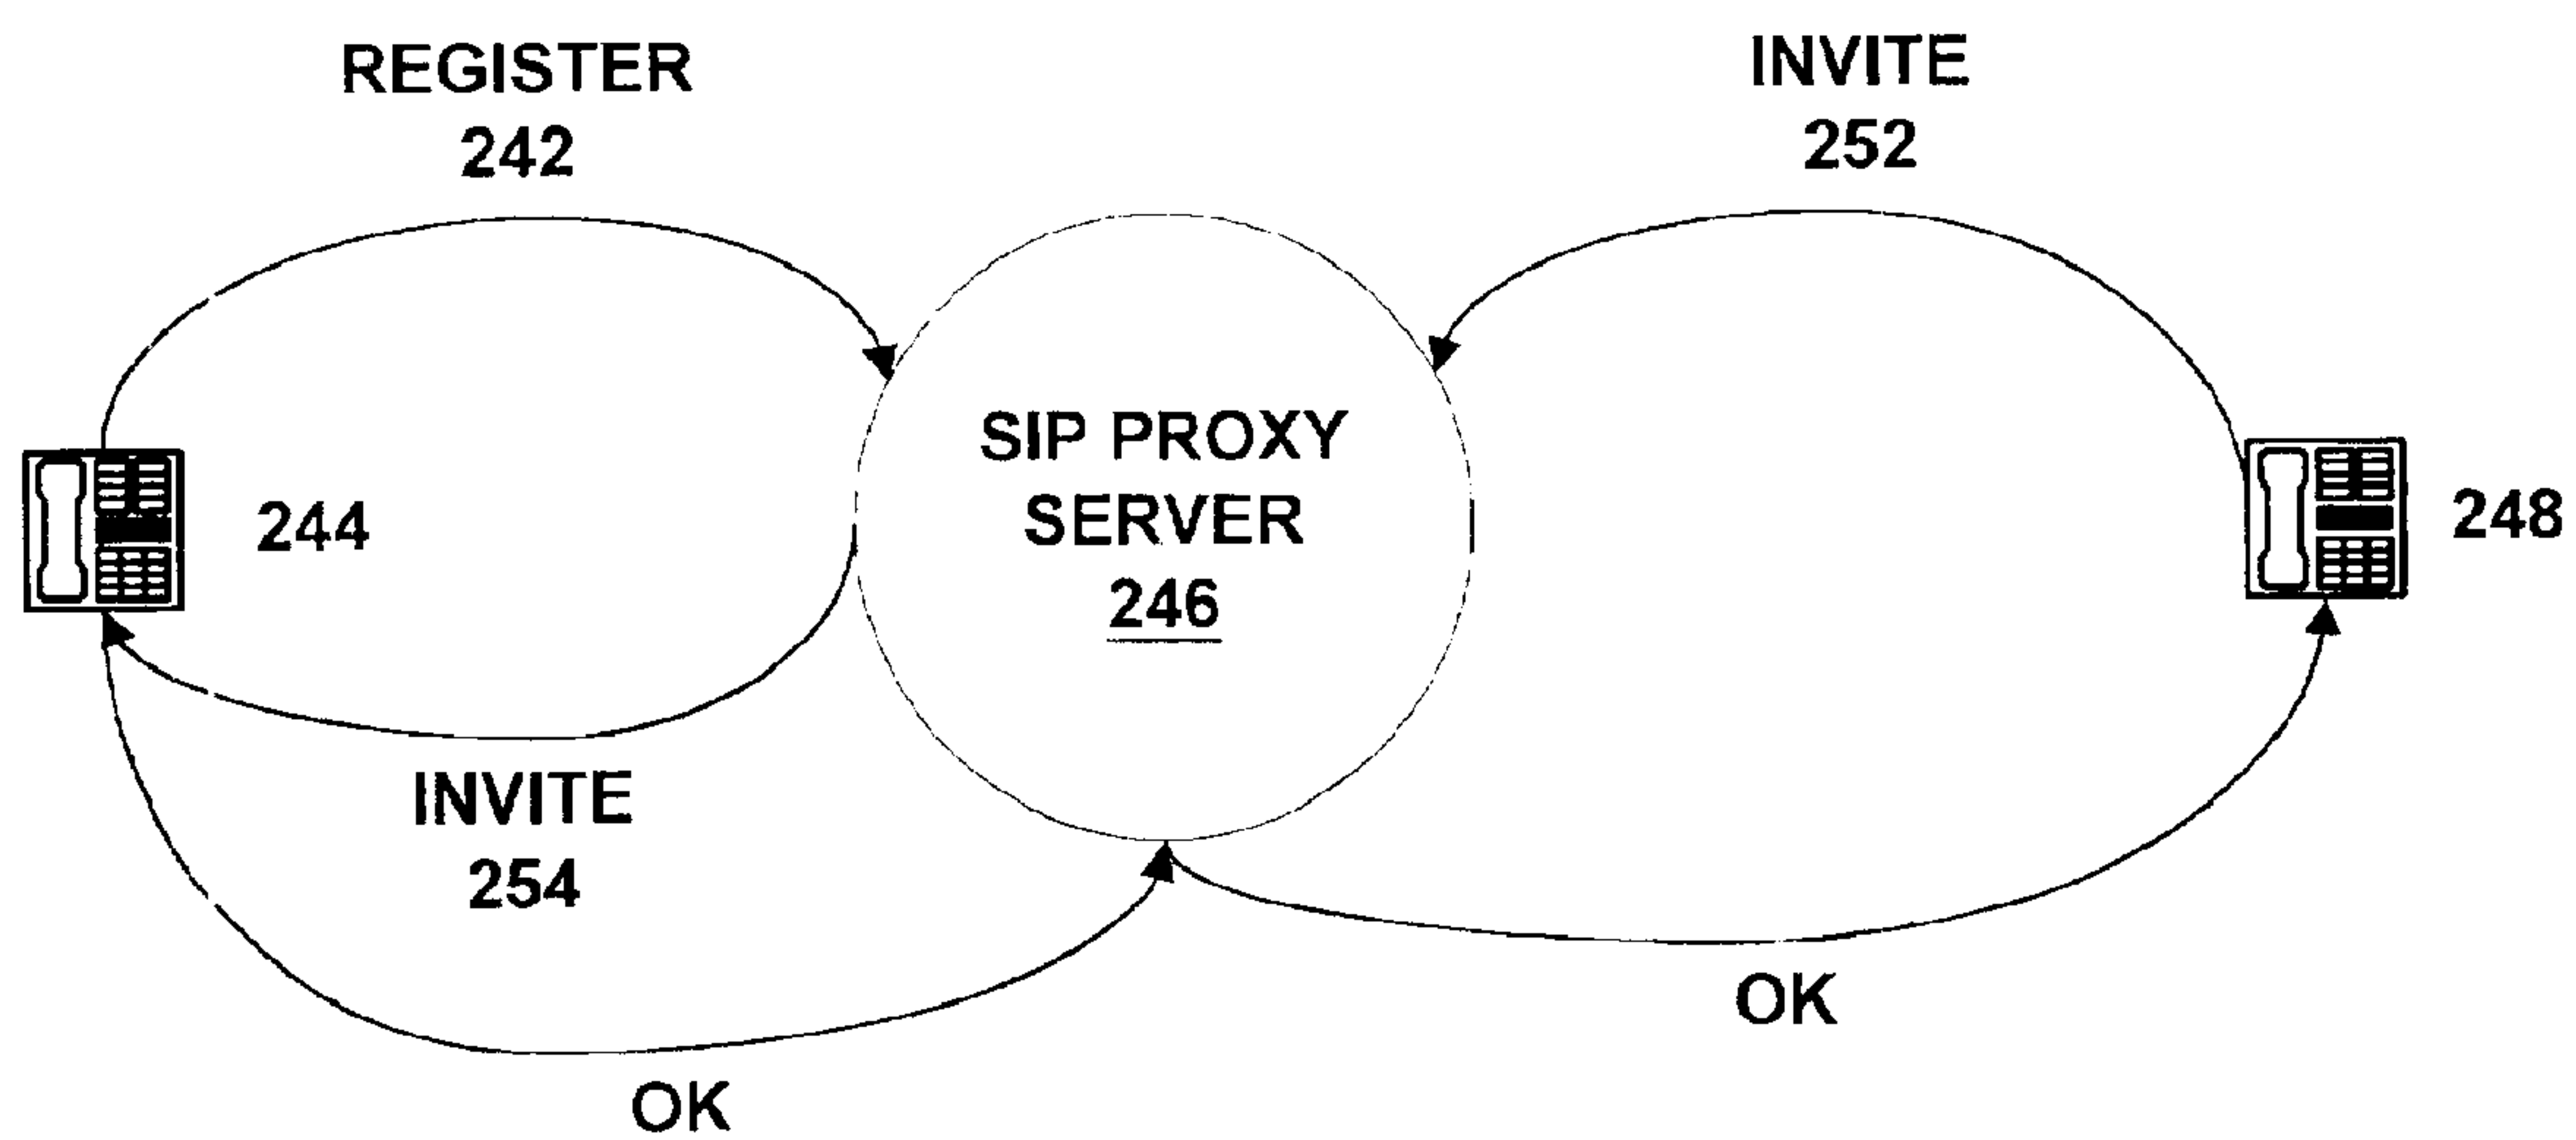 REGISTER
242
INVITE
252
SIP PROXY
SERVER
246
244
248
INVITE
254
OK
OK